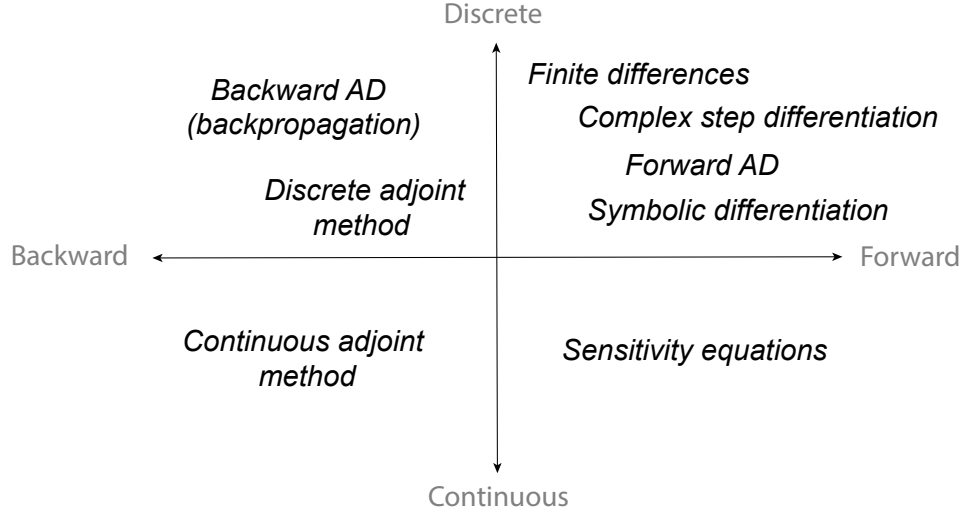 Discrete
Finite differences
Backward AD
(backpropagation)
Complex step differentiation
Forward AD
Discrete adjoint
method
Symbolic differentiation
Backward
Forward
Continuous adjoint
method
Sensitivity equations
Continuous